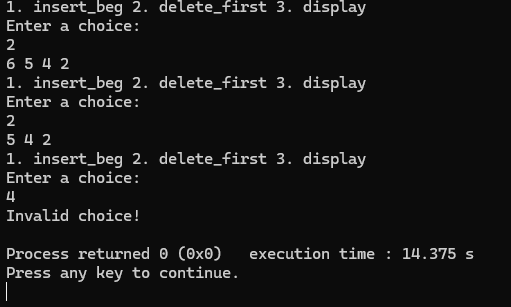 1. insert_beg 2. delete_first 3. display
Enter a choice:
2
6 5 4 2
1. insert_beg 2. delete_first 3. display
Enter a choice:
2
5 4 2
1. insert_beg 2. delete_first 3. display
Enter a choice:
4
Invalid choice!
Process returned 0 (0x0)   execution time : 14.375 s
Press any key to continue.